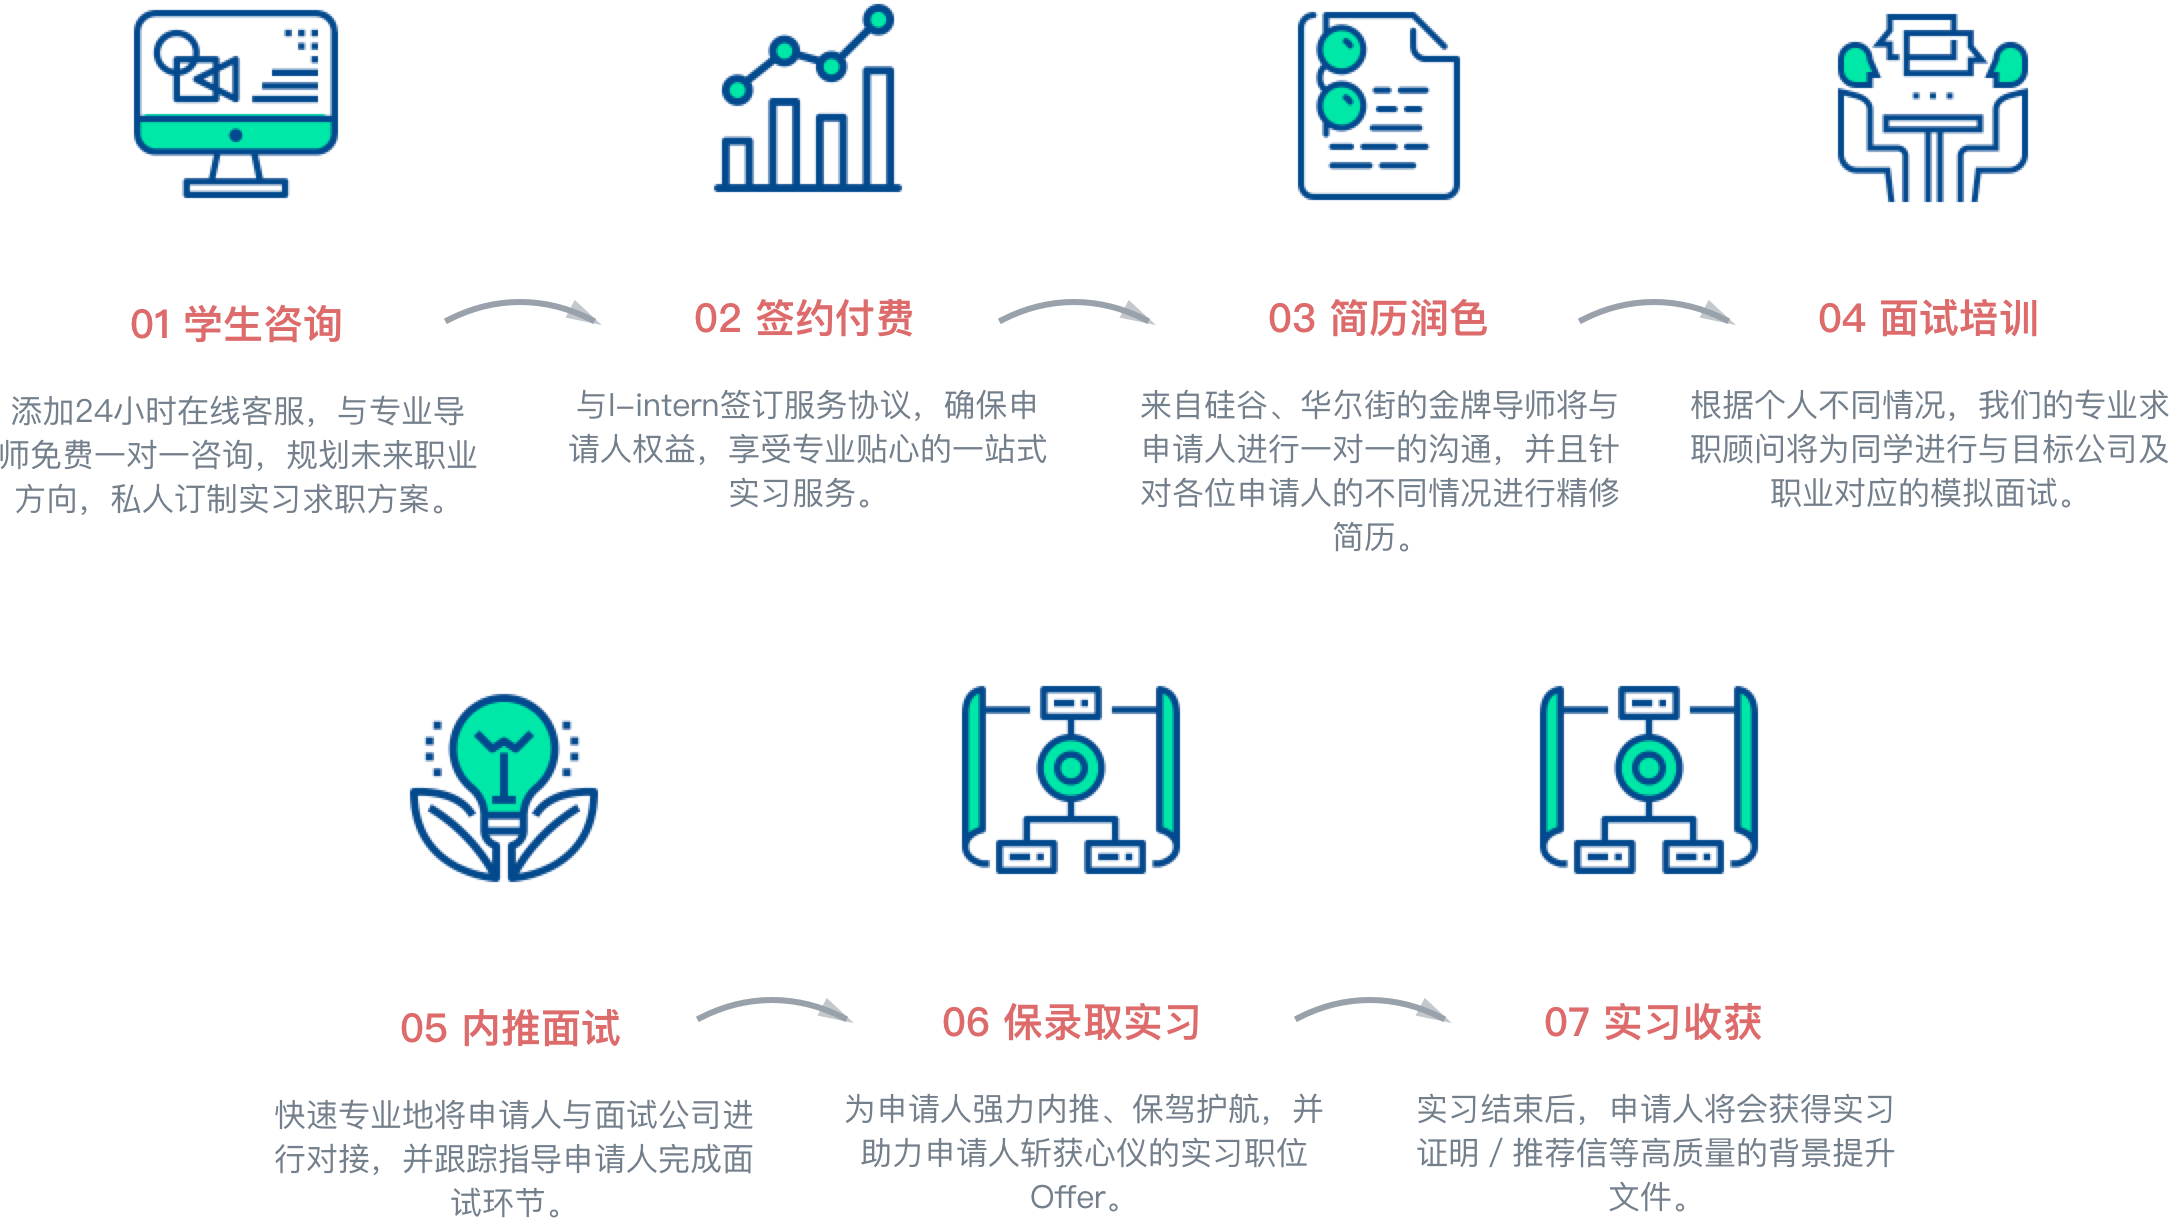 01 学生咨询
添加24小时在线客服，与专业导
师免费一对一咨询，规划未来职业
方向，私人订制实习求职方案。
02 签约付费
与I-intern签订服务协议，确保申
请人权益，享受专业贴心的一站式
实习服务。
03 简历润色
来自硅谷、华尔街的金牌导师将与
申请人进行一对一的沟通，并且针
对各位申请人的不同情况进行精修
简历。
04 面试培训
根据个人不同情况，我们的专业求
职顾问将为同学进行与目标公司及
职业对应的模拟面试。
05 内推面试
快速专业地将申请人与面试公司进
行对接，并跟踪指导申请人完成面
试环节。
06 保录取实习
为申请人强力内推、保驾护航，并
助力申请人斩获心仪的实习职位
Offer。
07 实习收获
实习结束后，申请人将会获得实习
证明 / 推荐信等高质量的背景提升
文件。